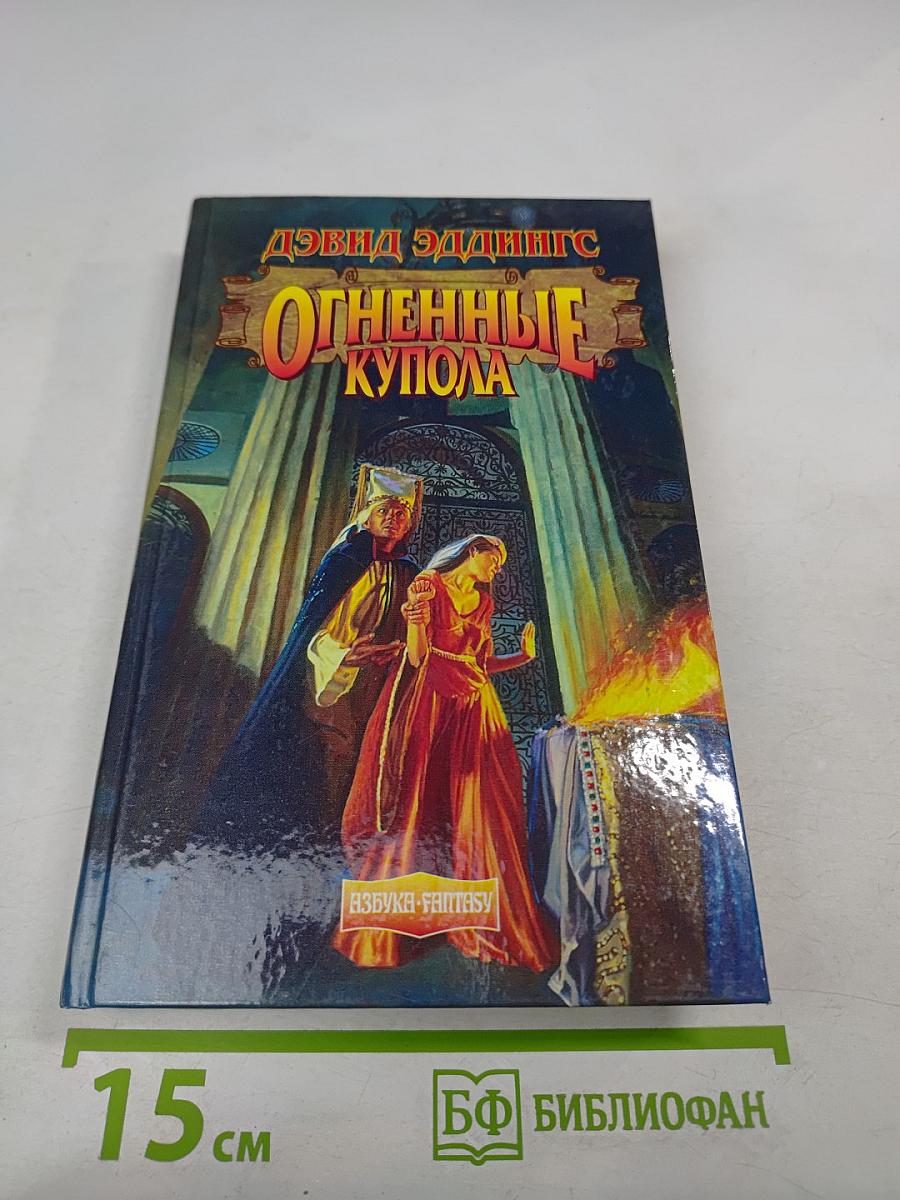 ДЭВИД ЭДДИНГС
ОГНЕННЫЕ
КУПОЛА
АЗБУКА·FANTASY
15 см
БФ БИБЛИОФАН